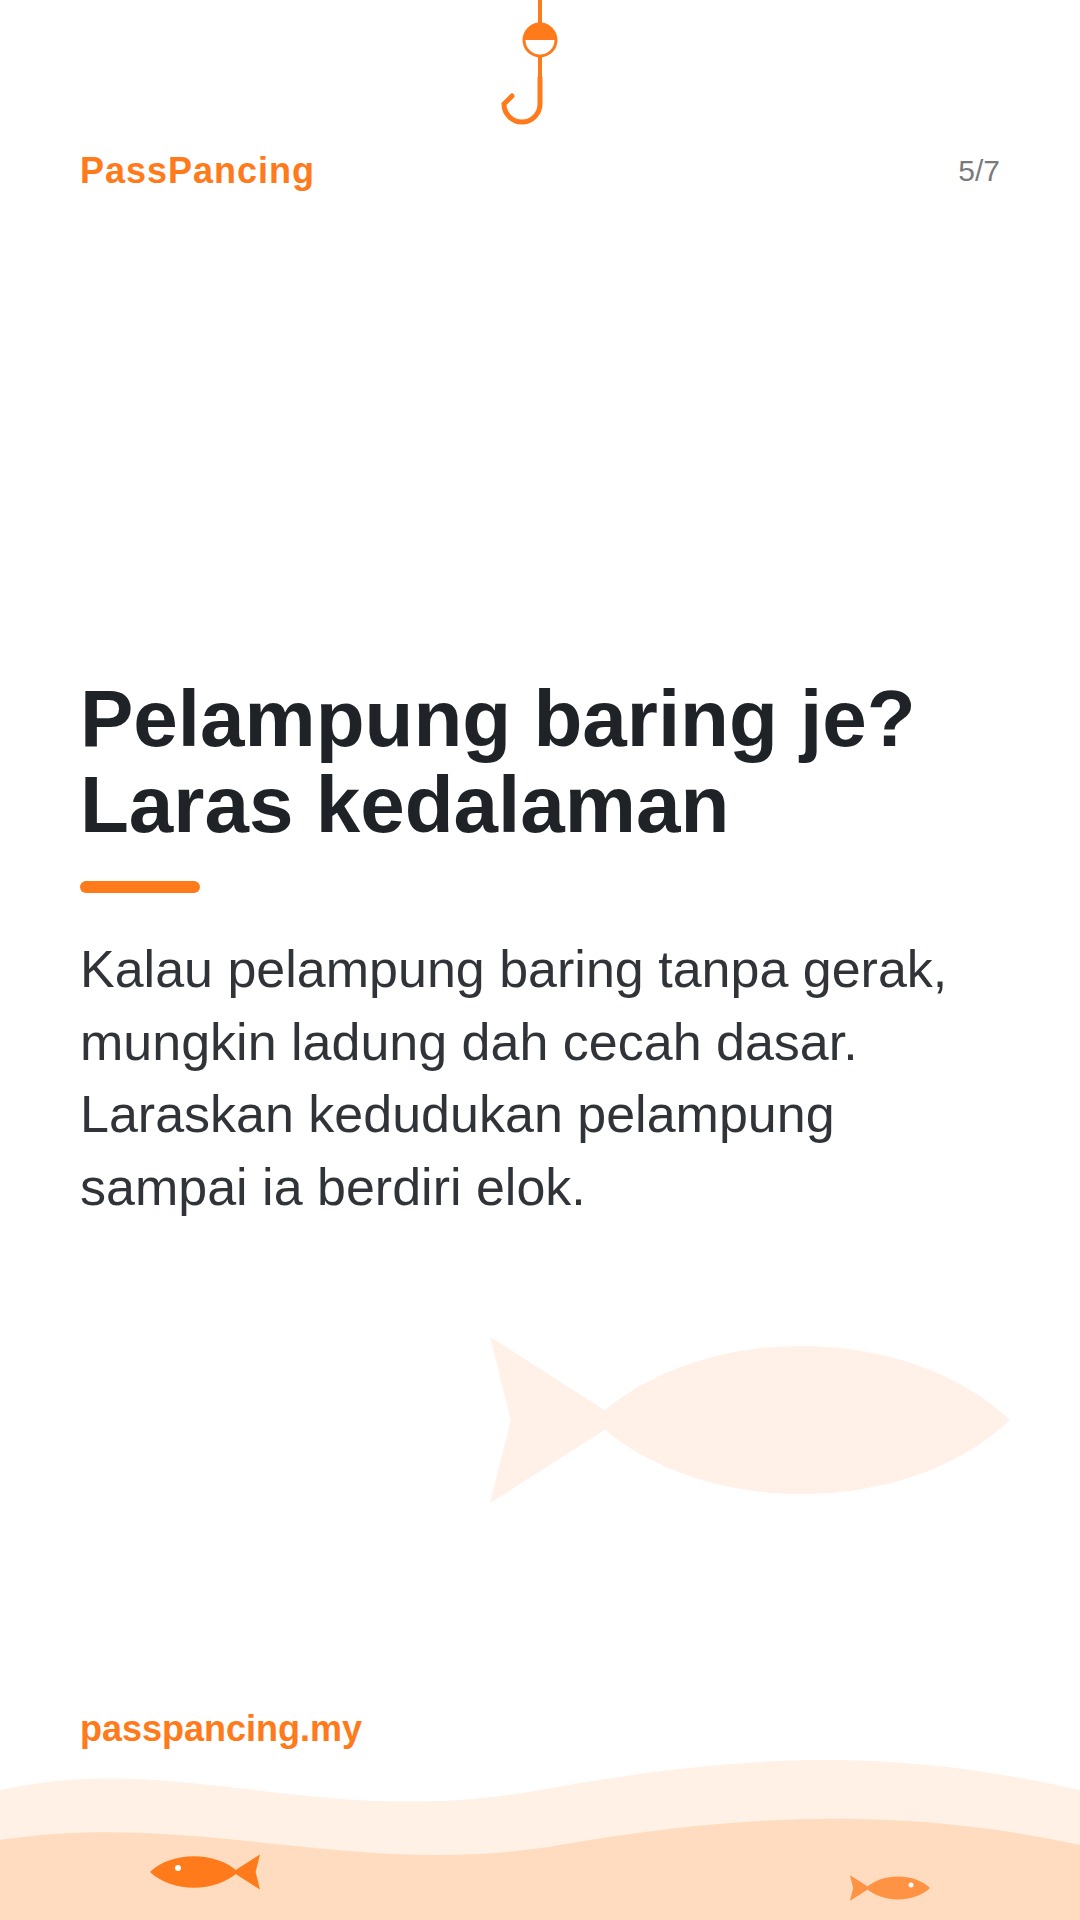 PassPancing
5/7
Pelampung baring je?
Laras kedalaman
Kalau pelampung baring tanpa gerak,
mungkin ladung dah cecah dasar.
Laraskan kedudukan pelampung
sampai ia berdiri elok.
passpancing.my